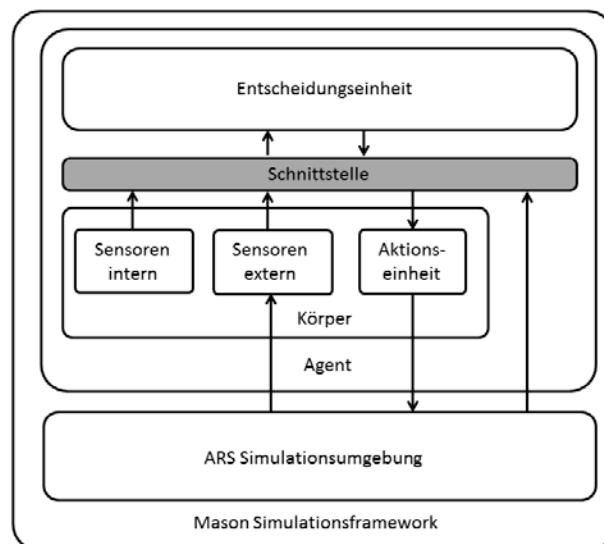 Entscheidungseinheit
Schnittstelle
Sensoren
intern
Sensoren
extern
Aktions-
einheit
Körper
Agent
ARS Simulationsumgebung
Mason Simulationsframework